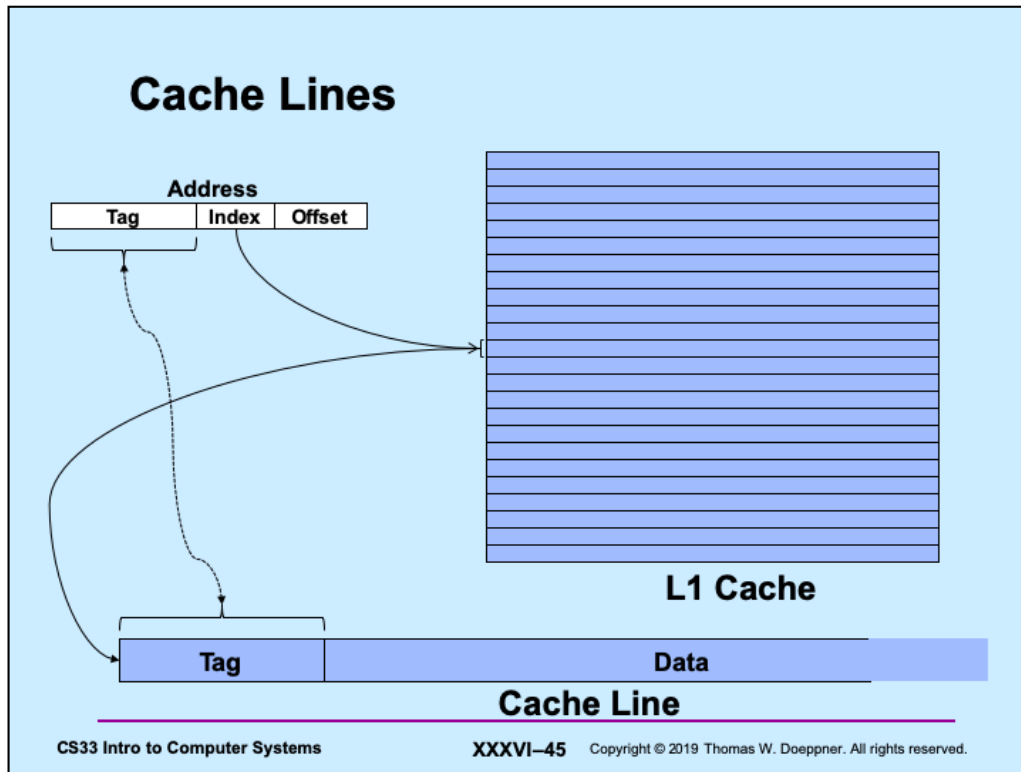 Cache Lines
Address
Tag Index Offset
L1 Cache
Tag Data
Cache Line
CS33 Intro to Computer Systems XXXVI–45 Copyright © 2019 Thomas W. Doeppner. All rights reserved.